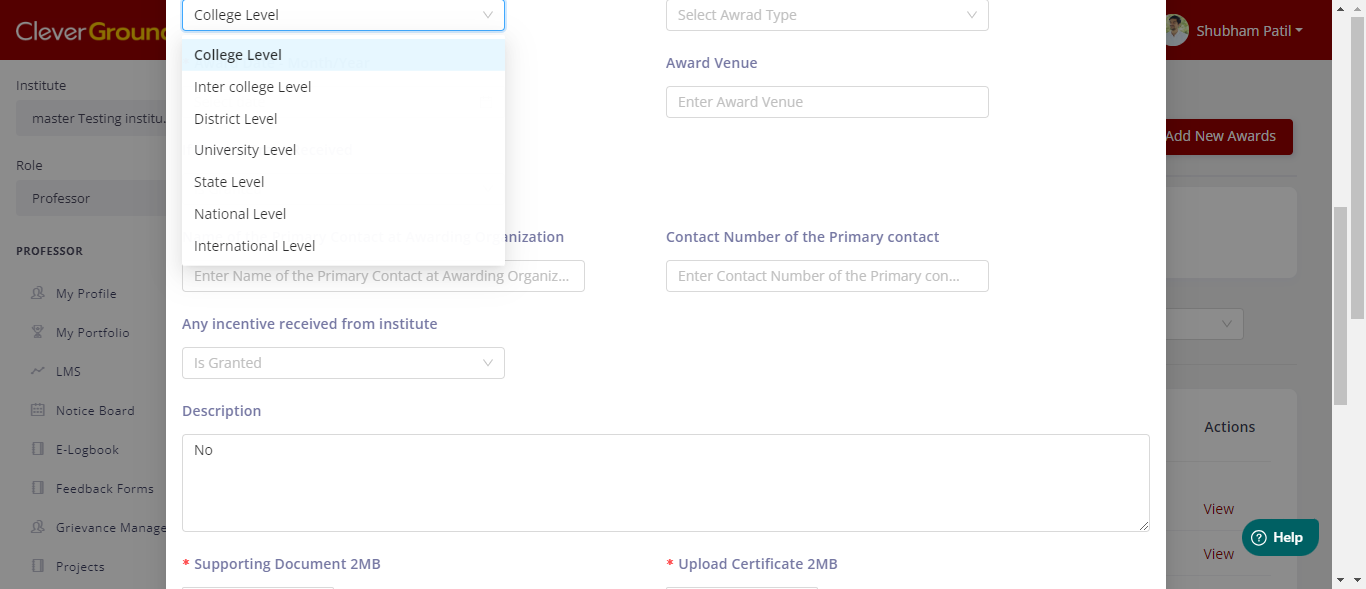 CleverGround
College Level
Select Awrad Type
Shubham Patil
Institute
College Level
Award Venue
Inter college Level
Enter Award Venue
master Testing institu.
District Level
Add New Awards
University Level
Role
State Level
Professor
National Level
PROFESSOR
Name of the Primary Contact at Awarding Organization
Contact Number of the Primary contact
International Level
Enter Name of the Primary Contact at Awarding Organiz...
Enter Contact Number of the Primary con...
My Profile
Any incentive received from institute
My Portfolio
Is Granted
LMS
Notice Board
Description
Actions
E-Logbook
No
Feedback Forms
View
Grievance Manage
Help
View
Projects
* Supporting Document 2MB
* Upload Certificate 2MB